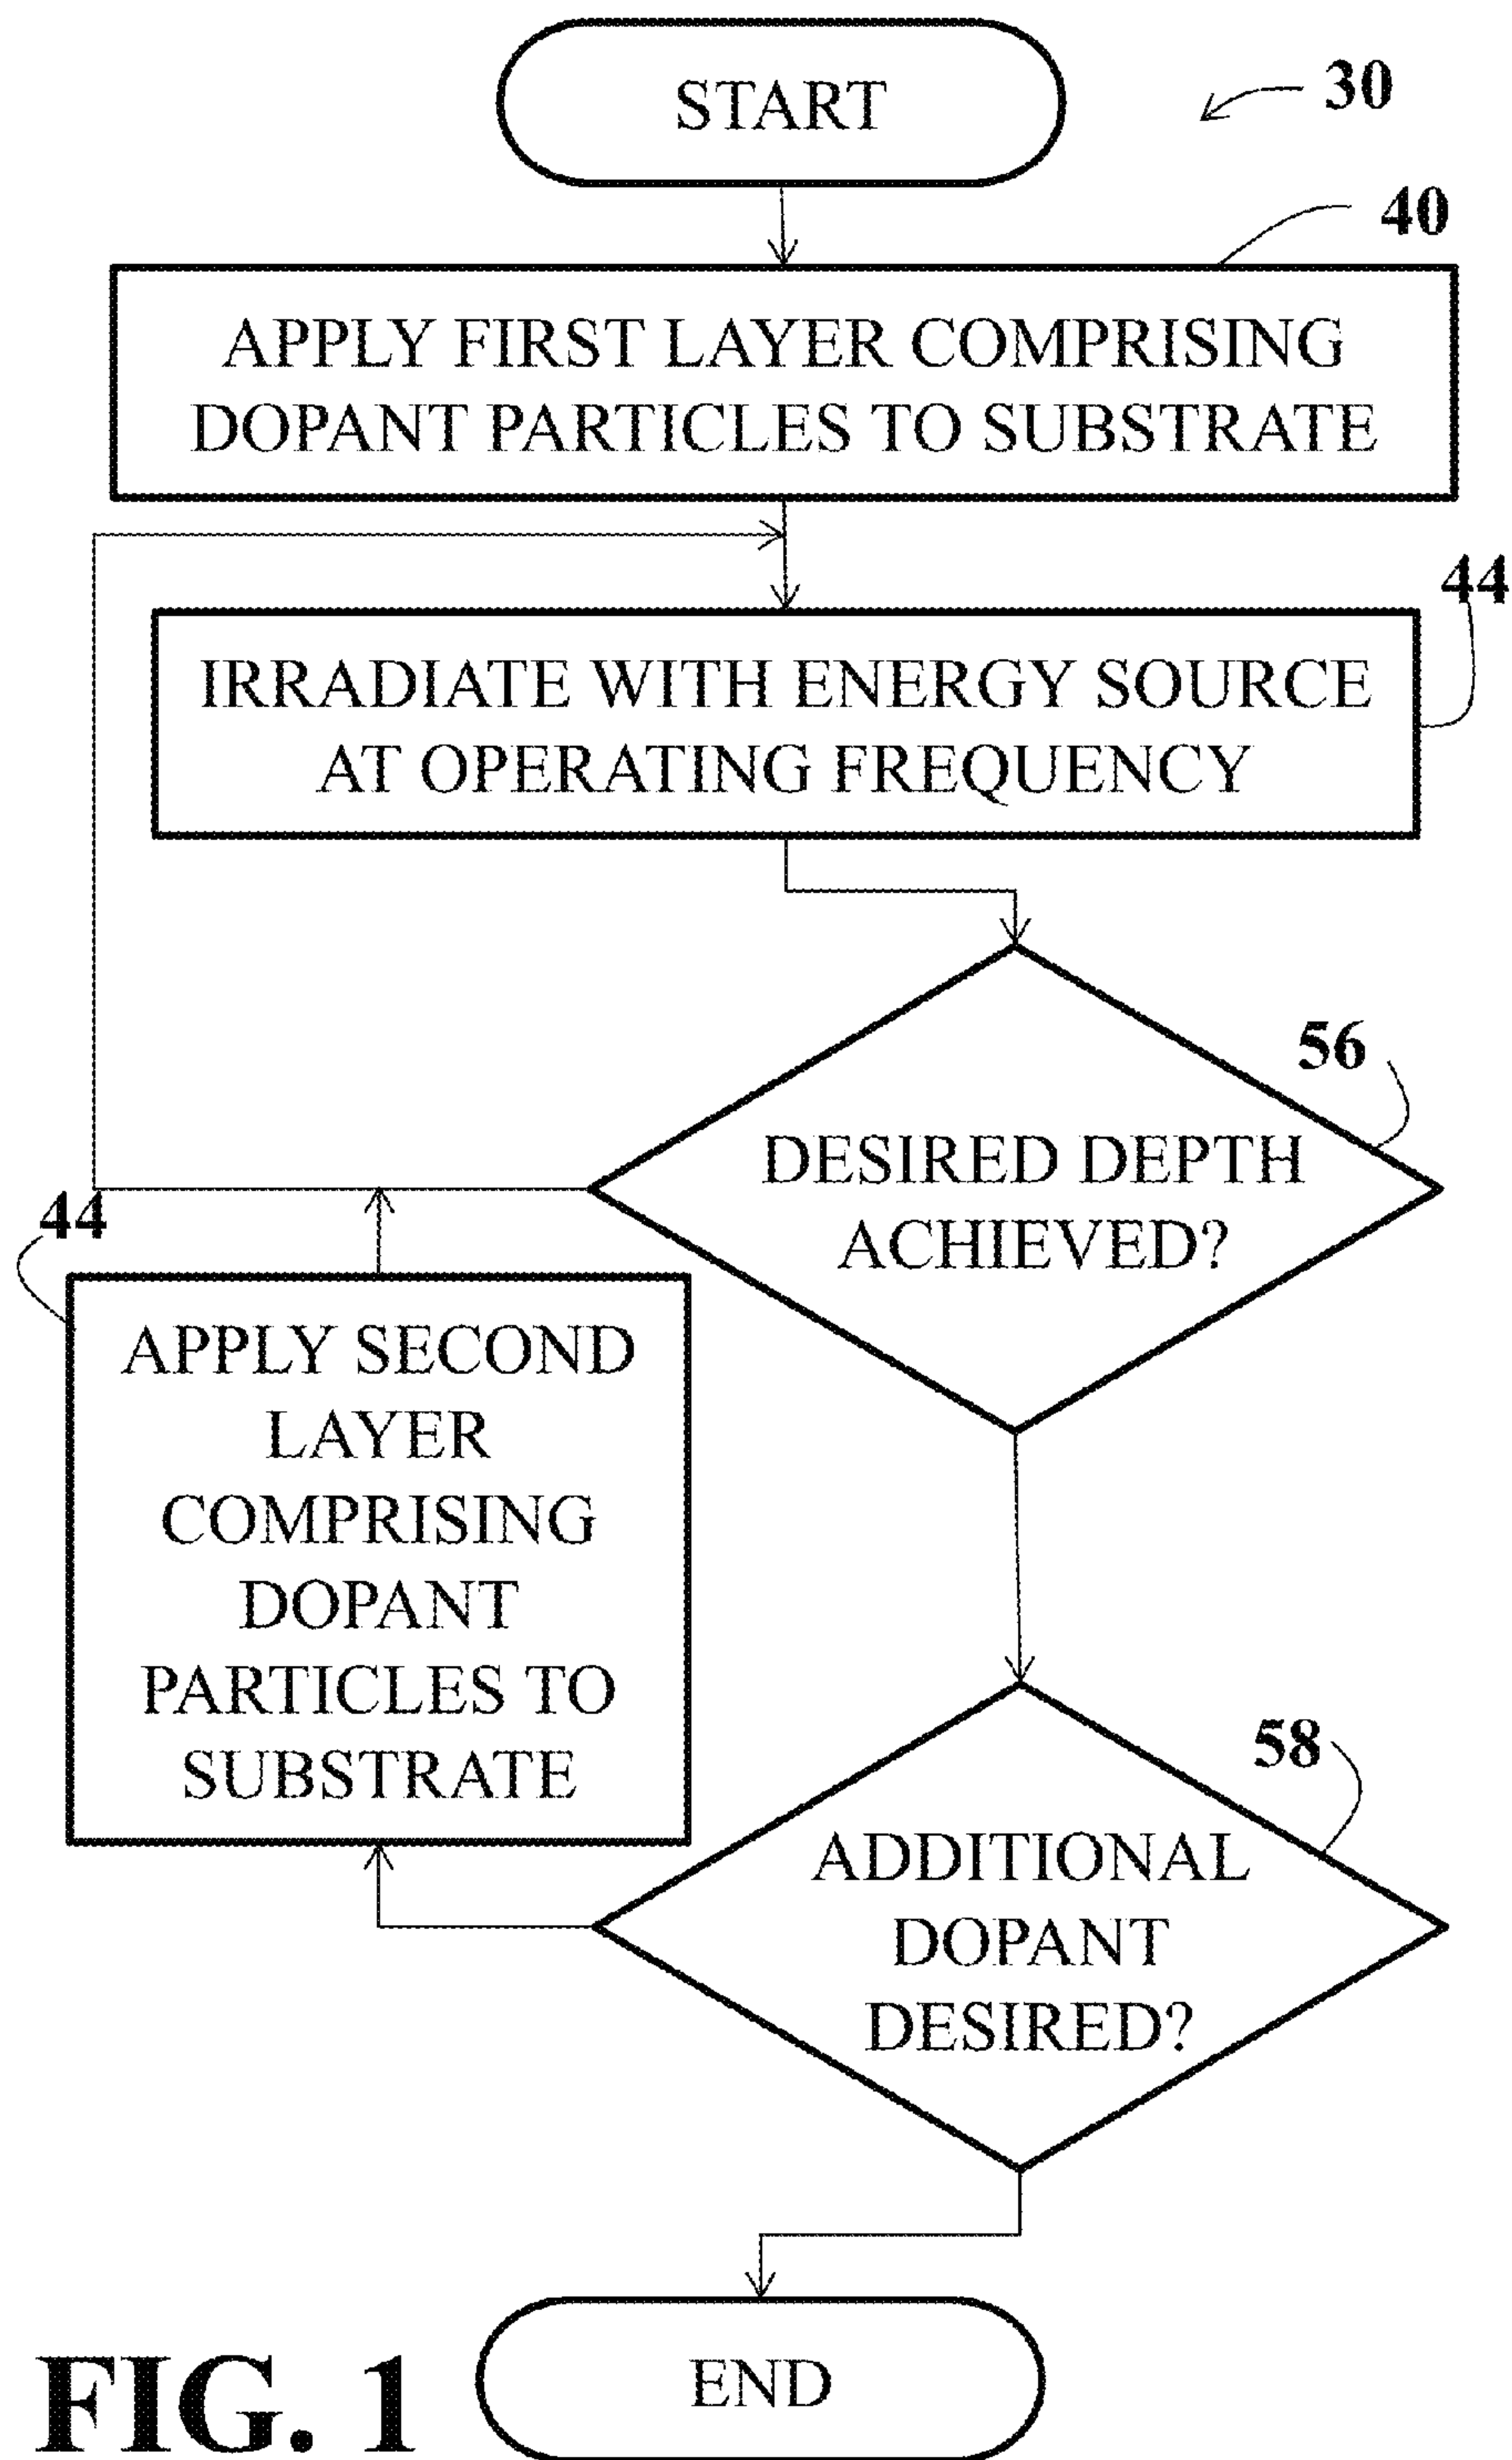 START
30
40
APPLY FIRST LAYER COMPRISING
DOPANT PARTICLES TO SUBSTRATE
44
IRRADIATE WITH ENERGY SOURCE
AT OPERATING FREQUENCY
56
DESIRED DEPTH
ACHIEVED?
44
APPLY SECOND
LAYER
COMPRISING
DOPANT
PARTICLES TO
SUBSTRATE
58
ADDITIONAL
DOPANT
DESIRED?
END
FIG. 1